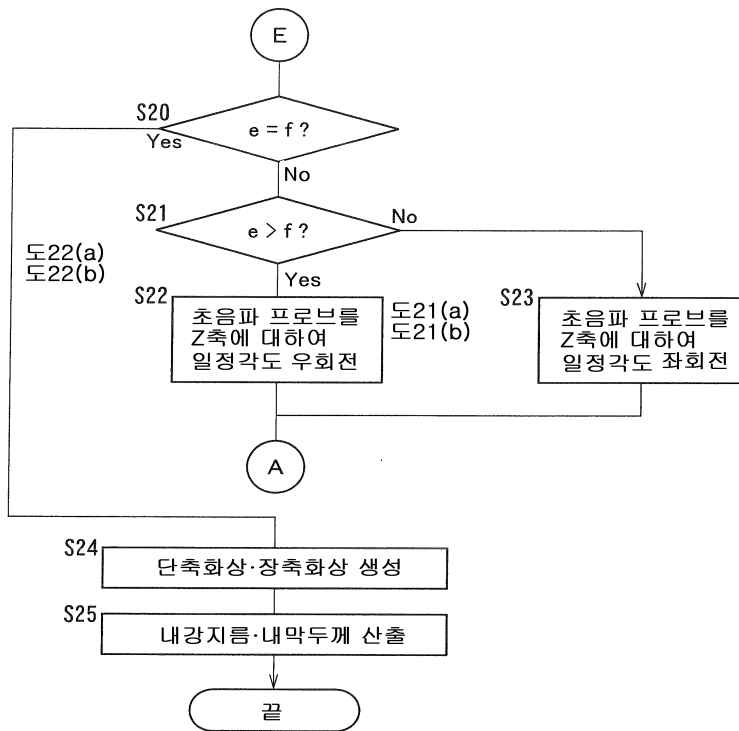 E
S20
e = f ?
Yes
No
S21
e > f ?
No
도22(a)
도22(b)
Yes
S22
초음파 프로브를
Z축에 대하여
일정각도 우회전
도21(a)
도21(b)
S23
초음파 프로브를
Z축에 대하여
일정각도 좌회전
A
S24
단축화상·장축화상 생성
S25
내강지름·내막두께 산출
끝